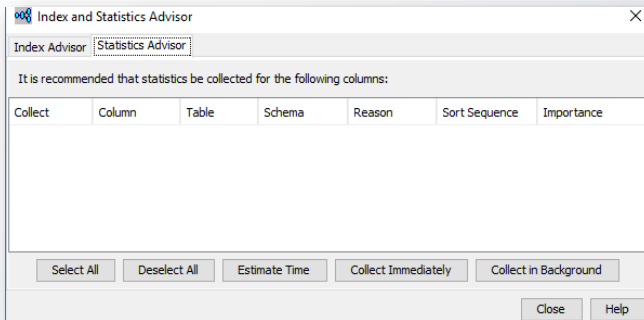 Index and Statistics Advisor
Index Advisor Statistics Advisor
It is recommended that statistics be collected for the following columns:
Collect Column Table Schema Reason Sort Sequence Importance
Select All Deselect All Estimate Time Collect Immediately Collect in Background
Close Help